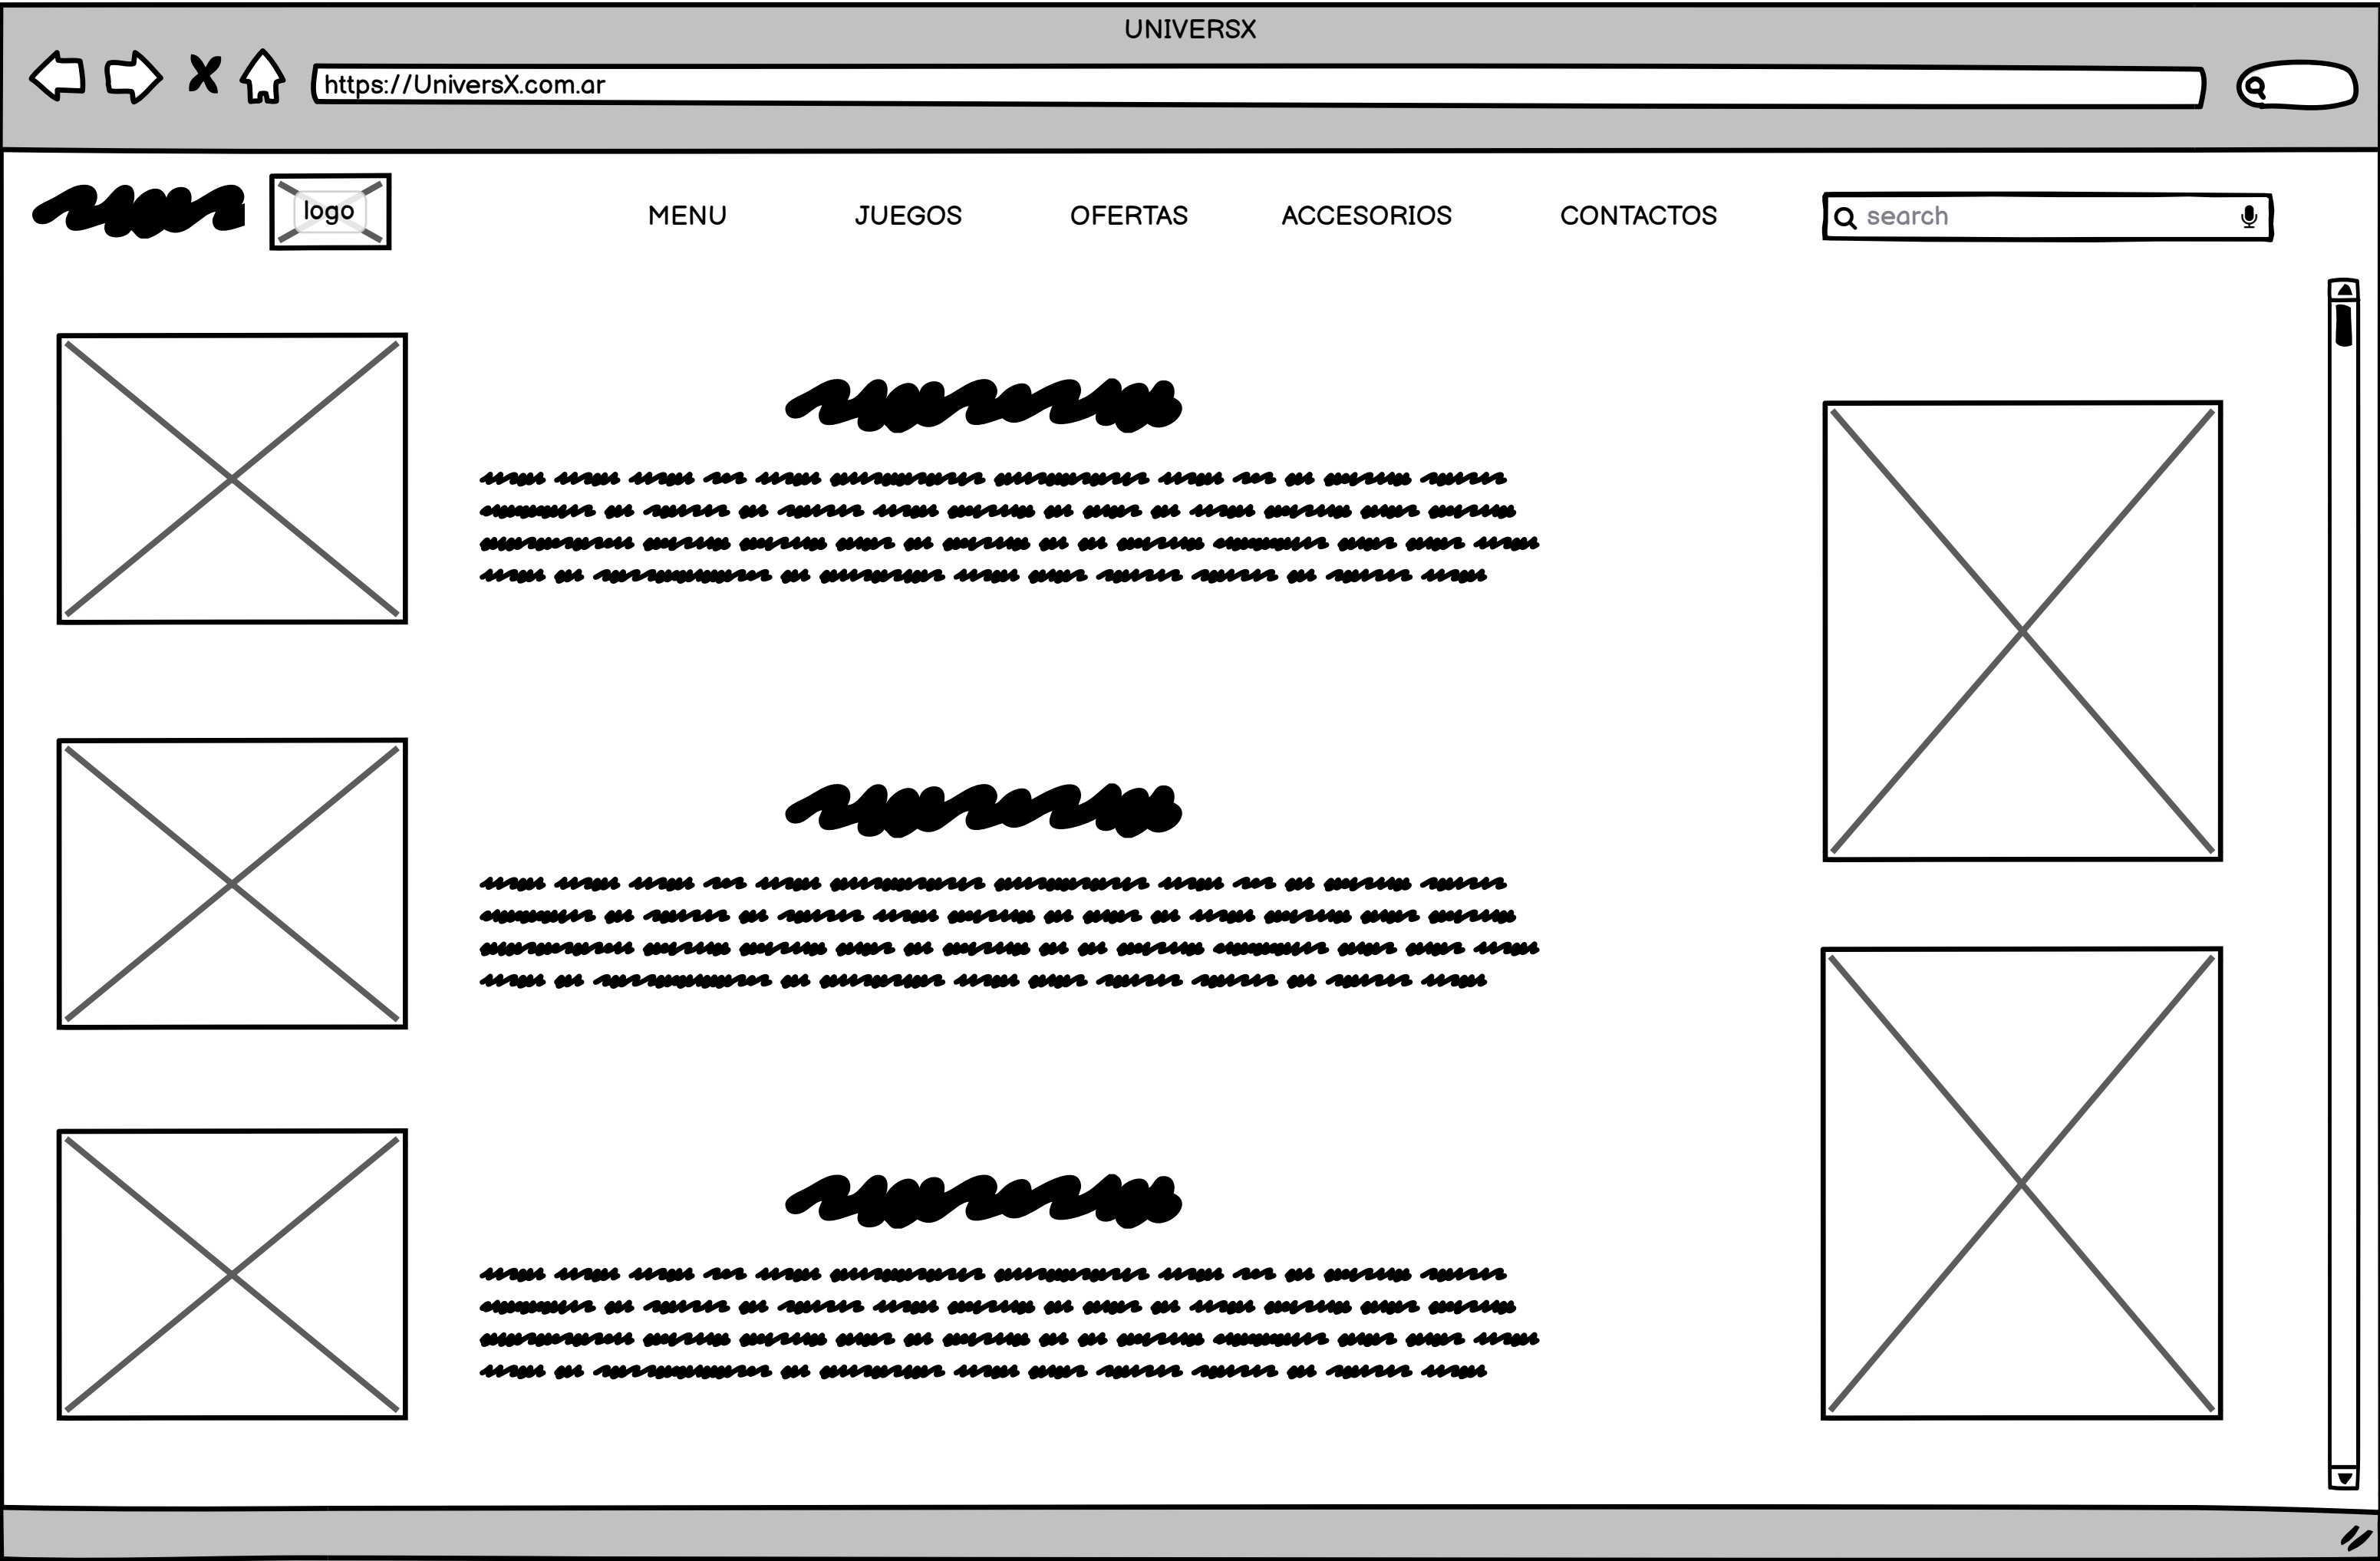 UNIVERSX
https://UniversX.com.ar
logo
MENU JUEGOS OFERTAS ACCESORIOS CONTACTOS
search